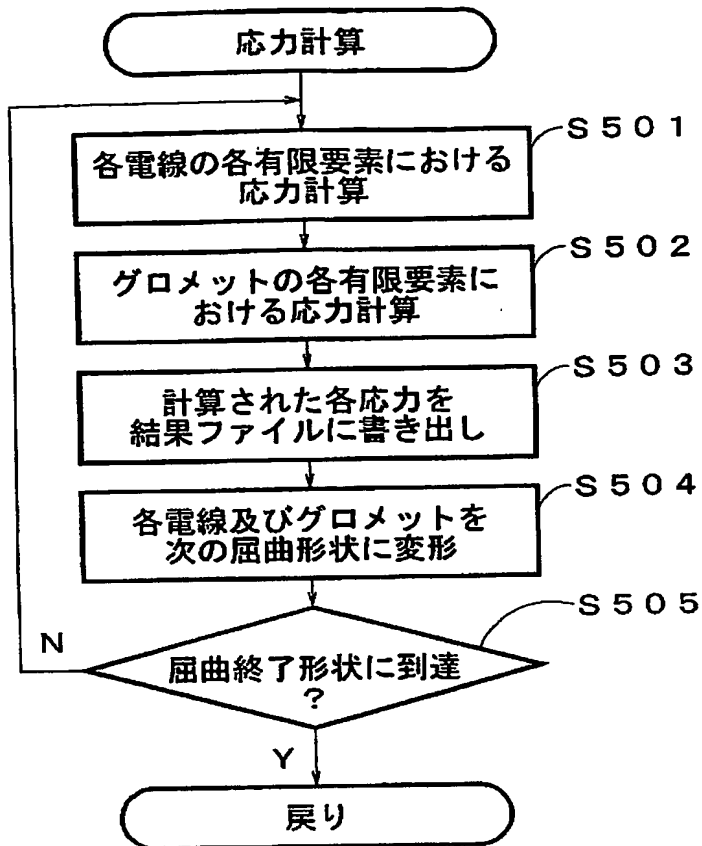 応力計算
S501
各電線の各有限要素における
応力計算
S502
グロメットの各有限要素に
おける応力計算
S503
計算された各応力を
結果ファイルに書き出し
S504
各電線及びグロメットを
次の屈曲形状に変形
S505
N
屈曲終了形状に到達
?
Y
戻り